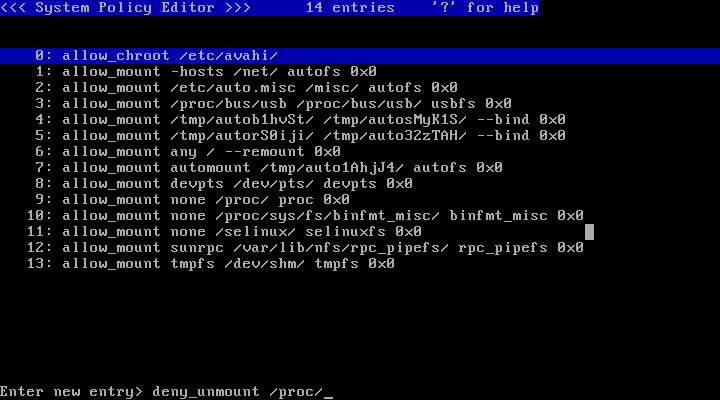 <<< System Policy Editor >>>      14 entries    '?' for help
0: allow_chroot /etc/avahi/
1: allow_mount -hosts /net/ autofs 0x0
2: allow_mount /etc/auto.misc /misc/ autofs 0x0
3: allow_mount /proc/bus/usb /proc/bus/usb/ usbfs 0x0
4: allow_mount /tmp/autob1hvSt/ /tmp/autosMyK1S/ --bind 0x0
5: allow_mount /tmp/autorS0iji/ /tmp/auto3ZzTAH/ --bind 0x0
6: allow_mount any / --remount 0x0
7: allow_mount automount /tmp/auto1AhjJ4/ autofs 0x0
8: allow_mount devpts /dev/pts/ devpts 0x0
9: allow_mount none /proc/ proc 0x0
10: allow_mount none /proc/sys/fs/binfmt_misc/ binfmt_misc 0x0
11: allow_mount none /selinux/ selinuxfs 0x0
12: allow_mount sunrpc /var/lib/nfs/rpc_pipefs/ rpc_pipefs 0x0
13: allow_mount tmpfs /dev/shm/ tmpfs 0x0
Enter new entry> deny_unmount /proc/_